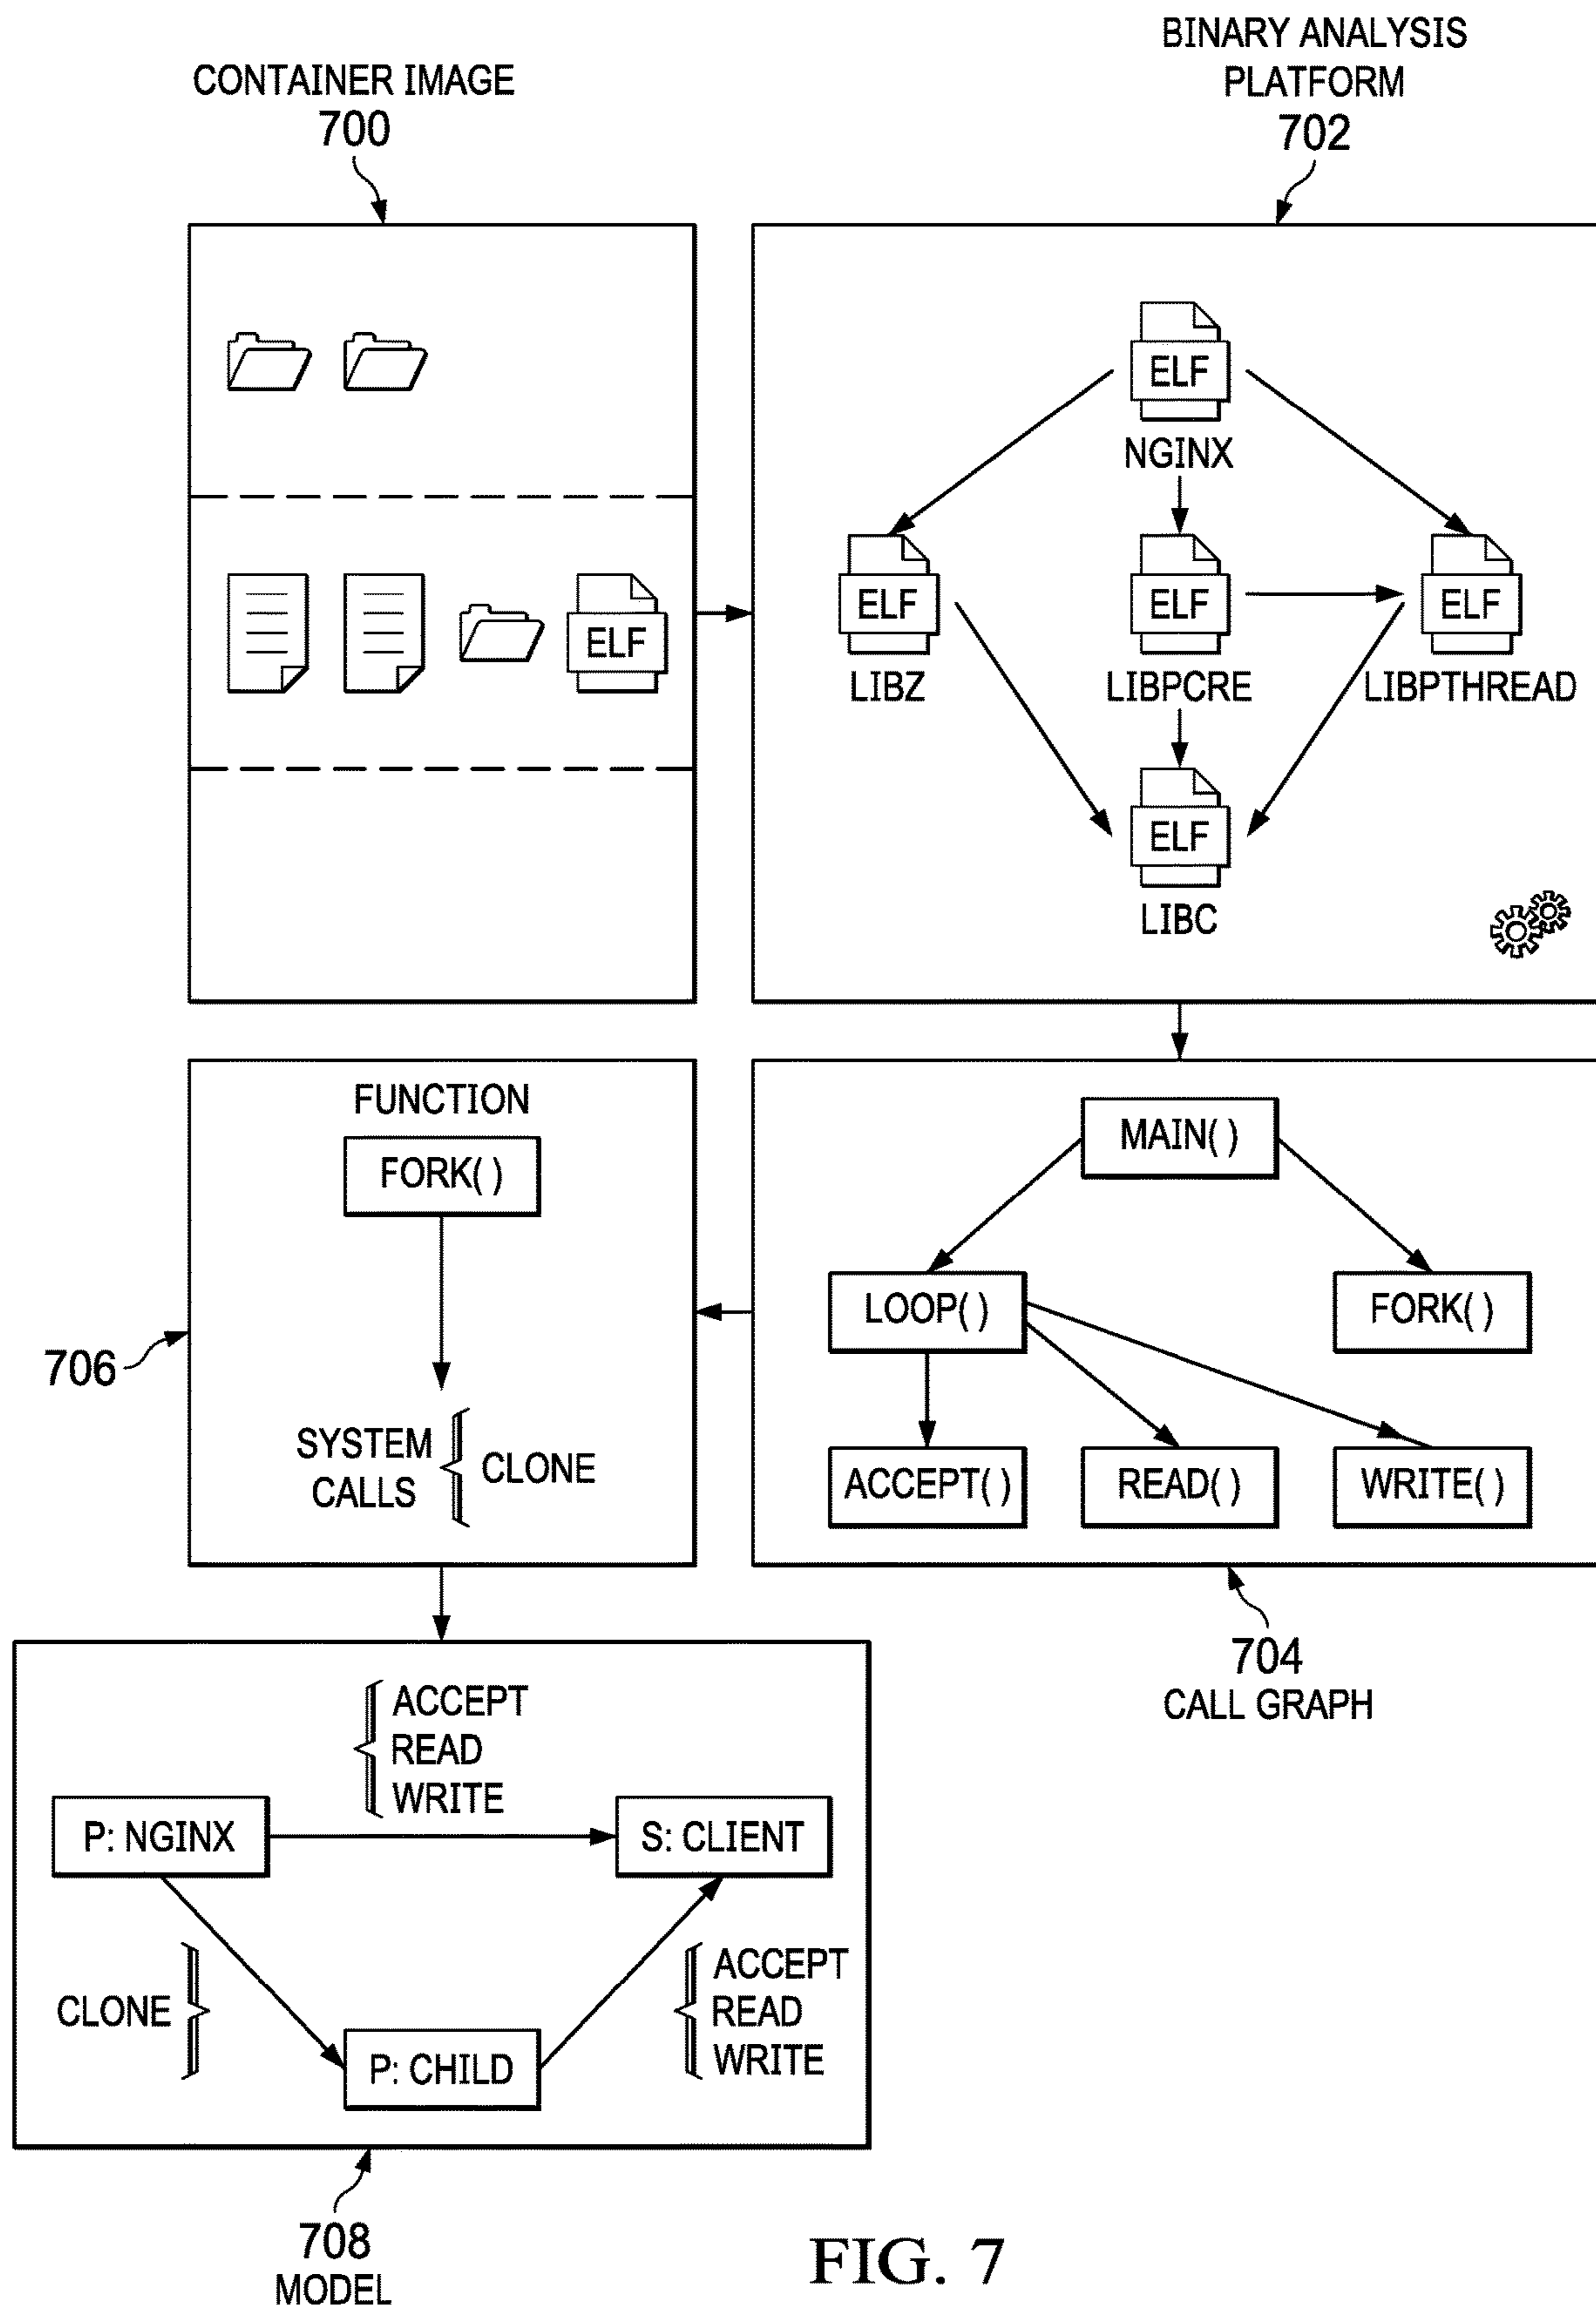 CONTAINER IMAGE
700
BINARY ANALYSIS
PLATFORM
702
ELF
ELF
NGINX
ELF
LIBZ
ELF
LIBPCRE
ELF
LIBPTHREAD
ELF
LIBC
FUNCTION
FORK( )
SYSTEM
CALLS
CLONE
706
MAIN( )
LOOP( )
FORK( )
ACCEPT( )
READ( )
WRITE( )
704
CALL GRAPH
ACCEPT
READ
WRITE
P: NGINX
S: CLIENT
CLONE
P: CHILD
ACCEPT
READ
WRITE
708
MODEL
FIG. 7